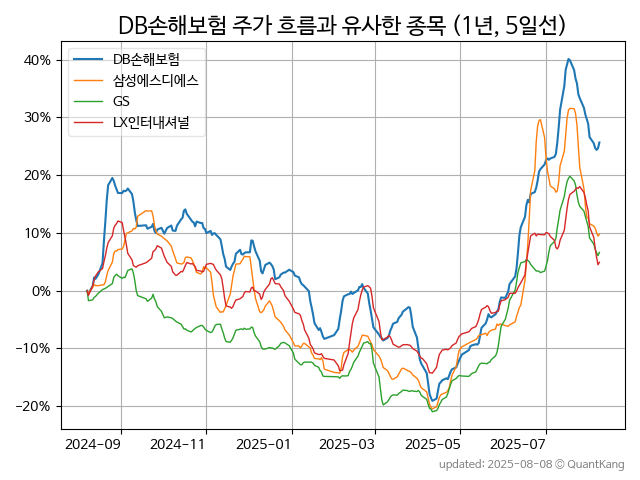 DB손해보험 주가 흐름과 유사한 종목 (1년, 5일선)
DB손해보험
삼성에스디에스
GS
LX인터내셔널
40%
30%
20%
10%
0%
−10%
−20%
2024-09 2024-11 2025-01 2025-03 2025-05 2025-07
updated: 2025-08-08 © QuantKang